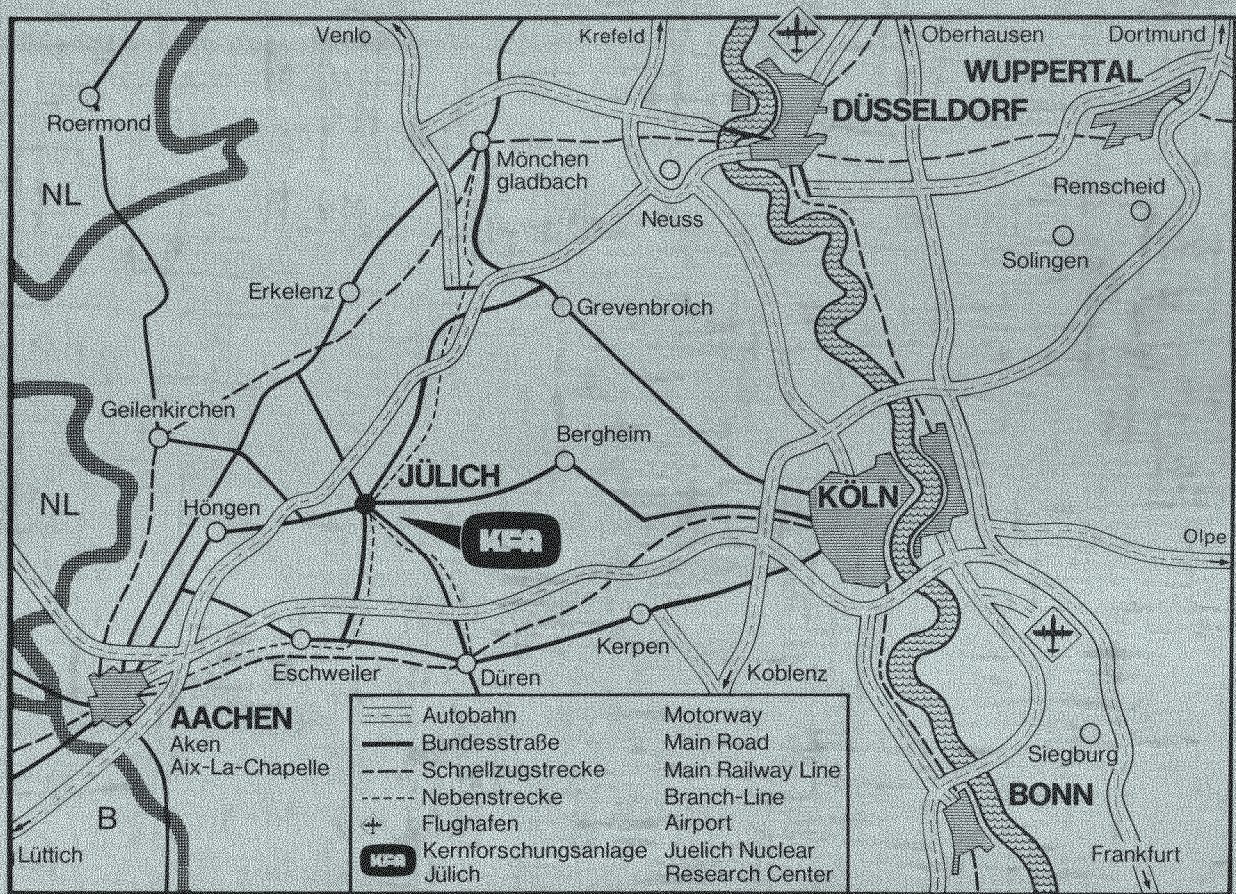 Venlo
Krefeld
Oberhausen
Dortmund
WUPPERTAL
DÜSSELDORF
Roermond
NL
Mönchen
gladbach
Neuss
Remscheid
Solingen
Erkelenz
Grevenbroich
Geilenkirchen
Bergheim
JÜLICH
KÖLN
NL
Höngen
KFA
Olpe
Eschweiler
Düren
Kerpen
Koblenz
AACHEN
Aken
Aix-La-Chapelle
Siegburg
BONN
B
Lüttich
Frankfurt
Autobahn Motorway
Bundesstraße Main Road
Schnellzugstrecke Main Railway Line
Nebenstrecke Branch-Line
Flughafen Airport
KFA Kernforschungsanlage Juelich Nuclear
Jülich Research Center